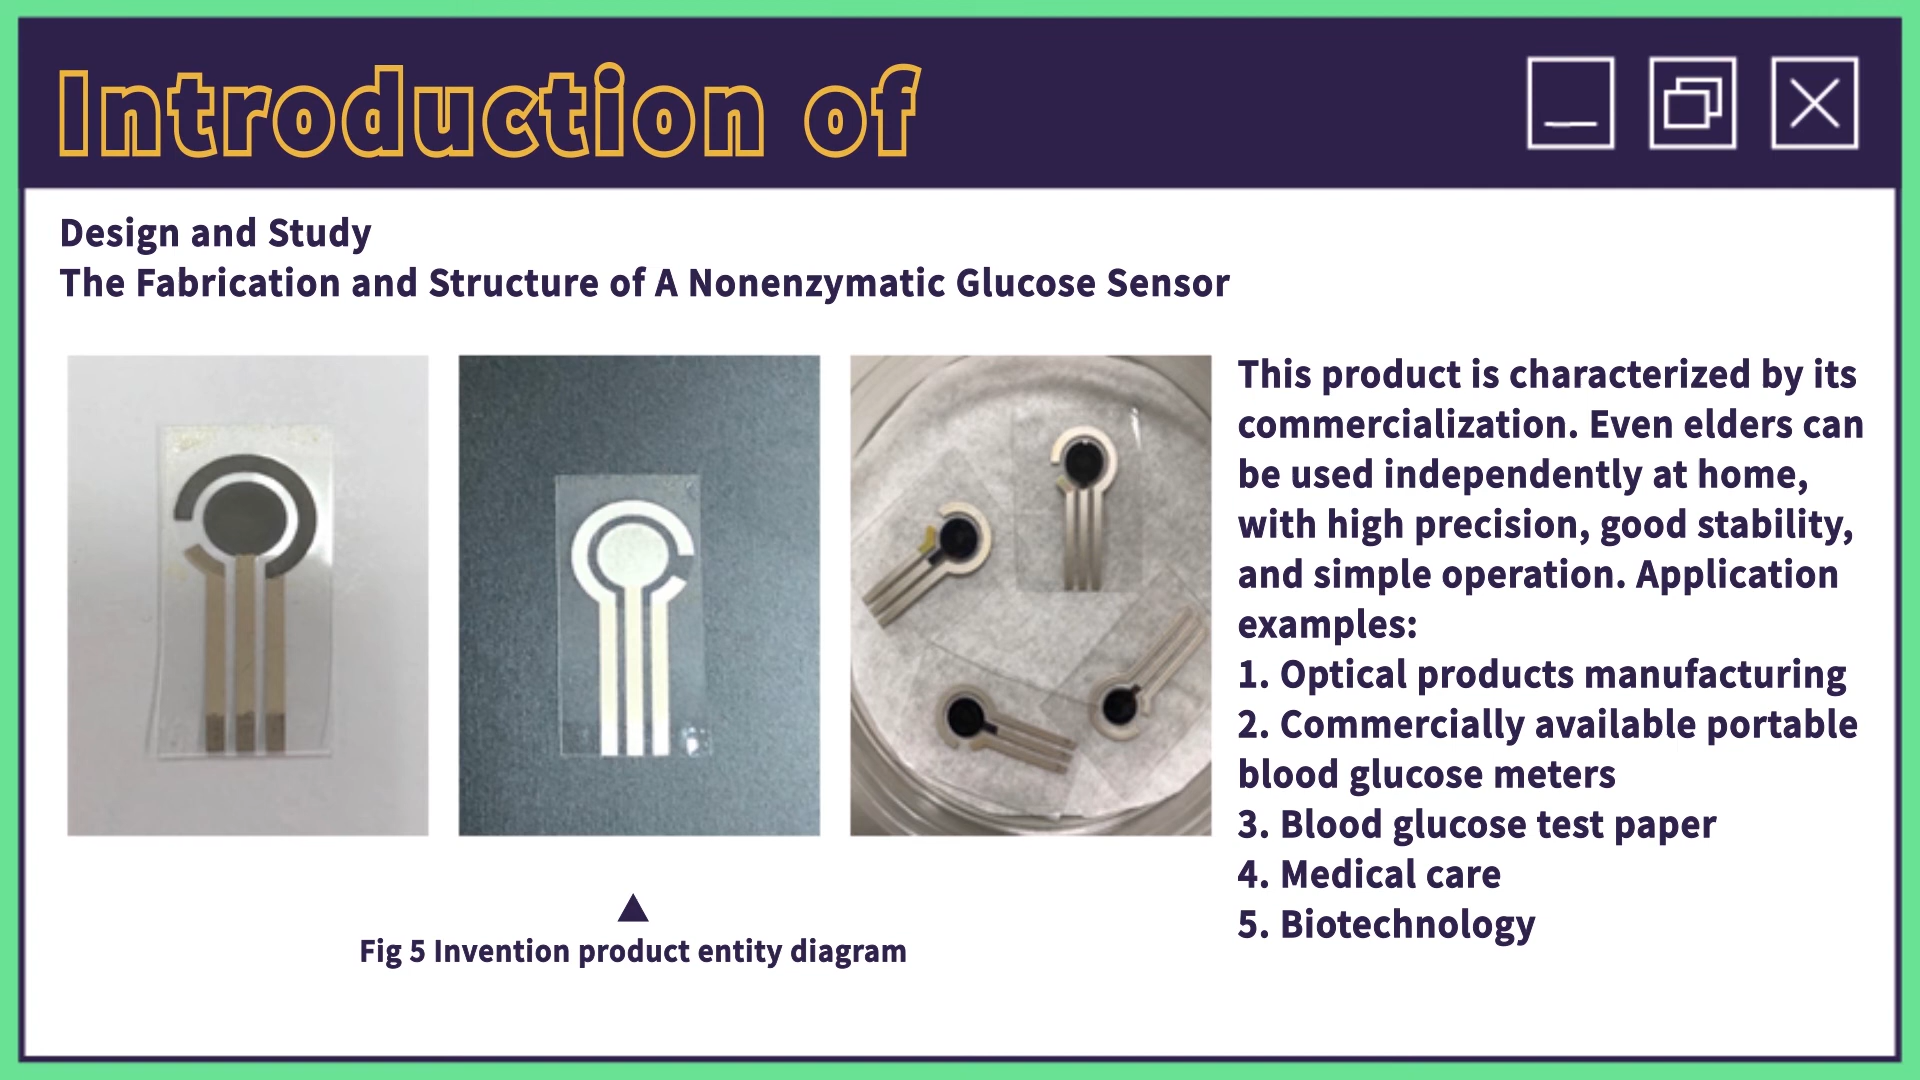 Introduction of
Design and Study
The Fabrication and Structure of A Nonenzymatic Glucose Sensor
This product is characterized by its
commercialization. Even elders can
be used independently at home,
with high precision, good stability,
and simple operation. Application
examples:
1. Optical products manufacturing
2. Commercially available portable
blood glucose meters
3. Blood glucose test paper
4. Medical care
5. Biotechnology
Fig 5 Invention product entity diagram